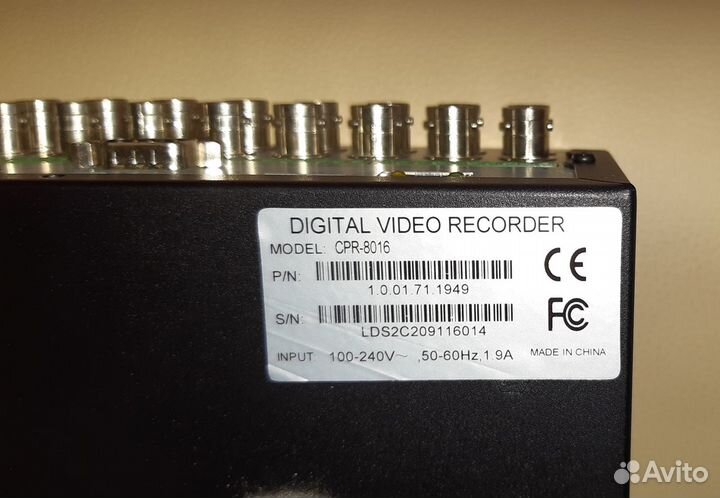 DIGITAL VIDEO RECORDER
MODEL: CPR-8016
P/N:
1.0.01.71.1949
S/N:
LDS2C209116014
INPUT: 100-240V~ ,50-60Hz,1.9A
CE
FC
MADE IN CHINA
Avito